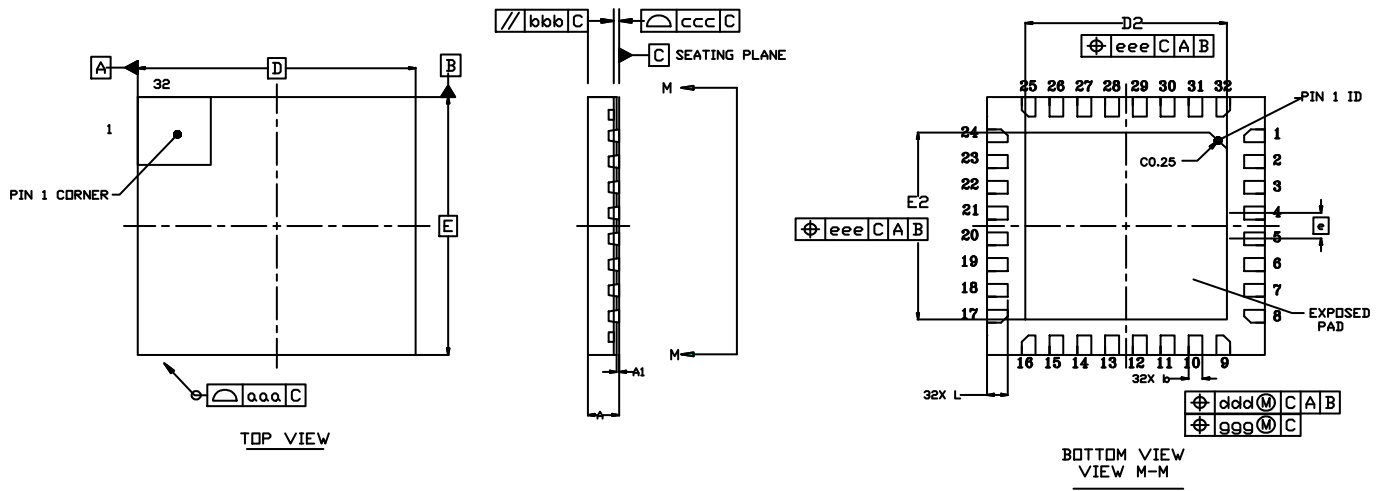 A
D
B
32
1
PIN 1 CORNER
E
aaa C
TOP VIEW
// bbb C
ccc C
C SEATING PLANE
M
M
A1
A
D2
eee C A B
25 26 27 28 29 30 31 32
PIN 1 ID
C0.25
24
23
22
21
20
19
18
17
E2
eee C A B
1
2
3
4
5
6
7
8
e
EXPOSED
PAD
16 15 14 13 12 11 10 9
32X b
32X L
⌖ ddd Ⓜ C A B
⌖ ggg Ⓜ C
BOTTOM VIEW
VIEW M-M